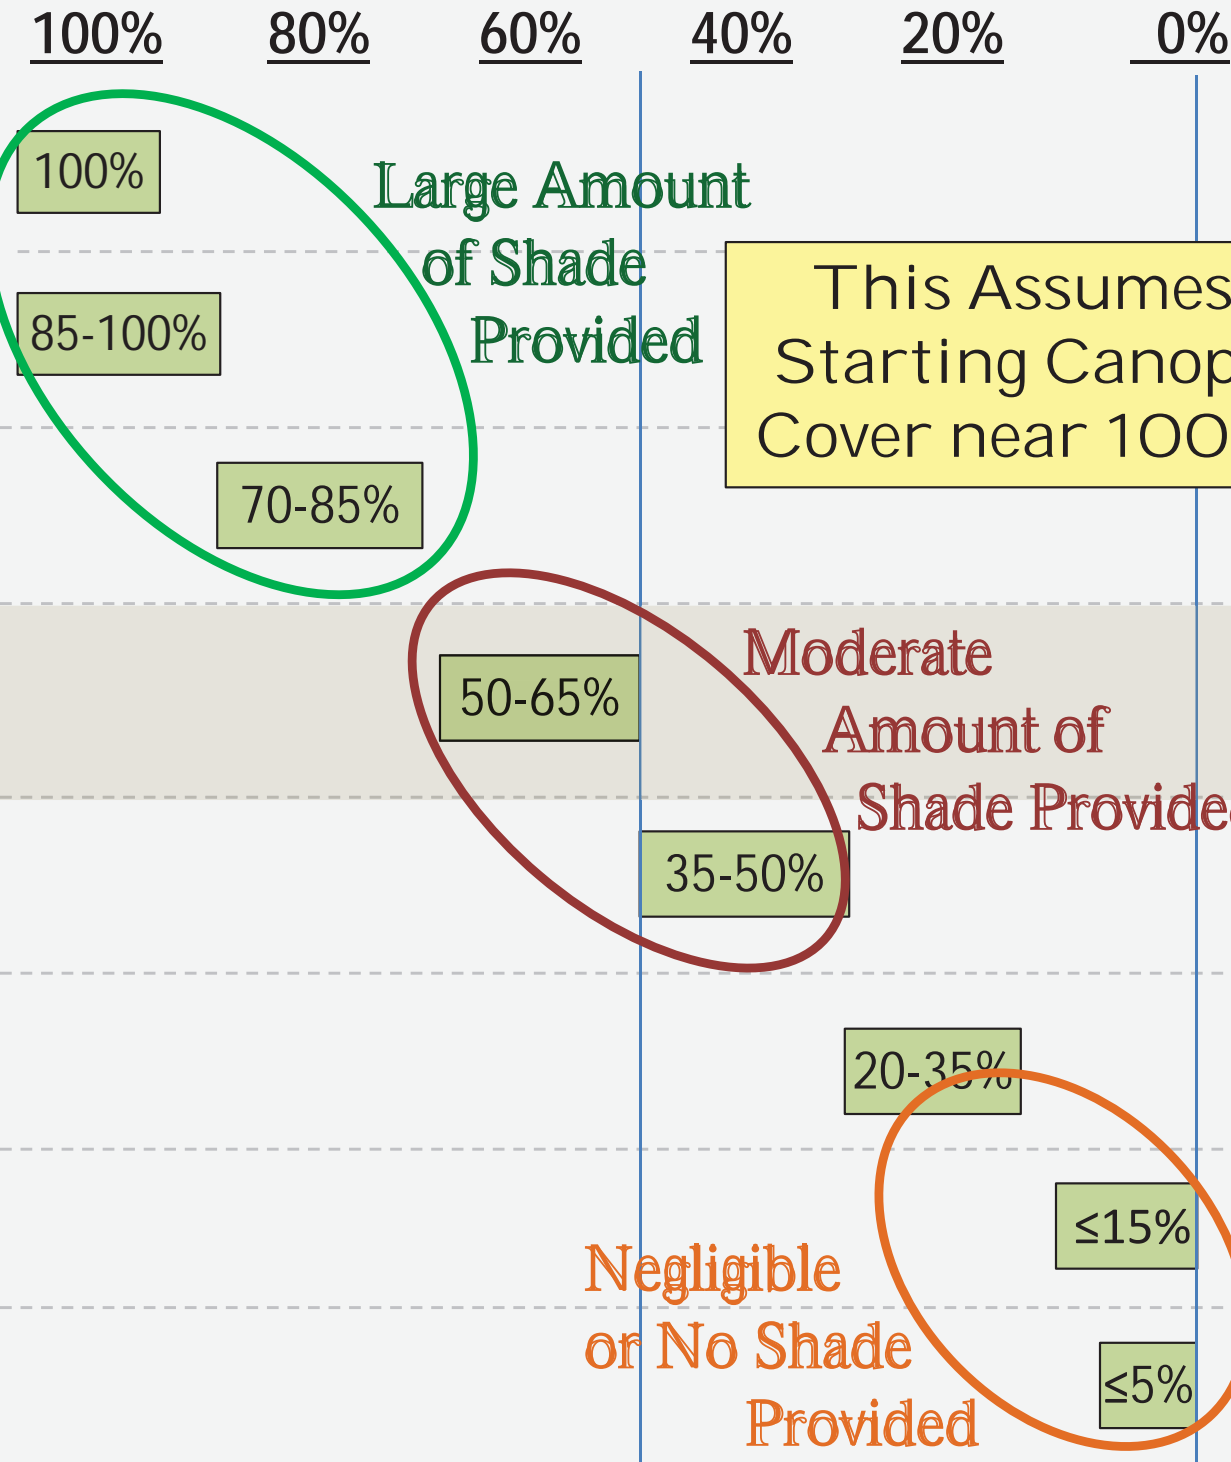 100% 80% 60% 40% 20% 0%
100%
Large Amount
of Shade
Provided
This Assumes
Starting Canop
Cover near 100
85-100%
70-85%
50-65%
Moderate
Amount of
Shade Provide
35-50%
20-35%
≤15%
Negligible
or No Shade
Provided
≤5%